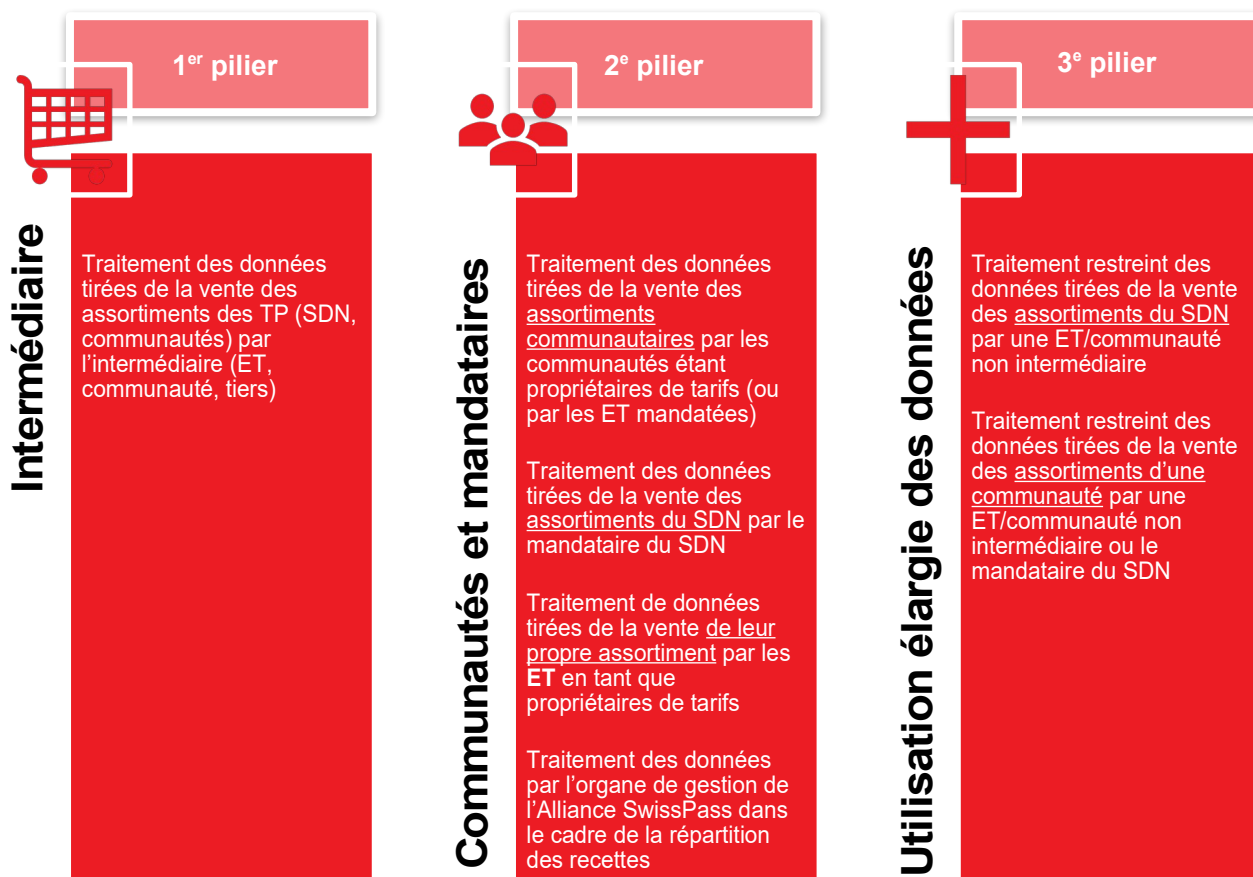 1er pilier
Intermédiaire
Traitement des données
tirées de la vente des
assortiments des TP (SDN,
communautés) par
l’intermédiaire (ET,
communauté, tiers)
2e pilier
Communautés et mandataires
Traitement des données
tirées de la vente des
assortiments
communautaires par les
communautés étant
propriétaires de tarifs (ou
par les ET mandatées)
Traitement des données
tirées de la vente des
assortiments du SDN par le
mandataire du SDN
Traitement de données
tirées de la vente de leur
propre assortiment par les
ET en tant que
propriétaires de tarifs
Traitement des données
par l’organe de gestion de
l’Alliance SwissPass dans
le cadre de la répartition
des recettes
3e pilier
Utilisation élargie des données
Traitement restreint des
données tirées de la vente
des assortiments du SDN
par une ET/communauté
non intermédiaire
Traitement restreint des
données tirées de la vente
des assortiments d’une
communauté par une
ET/communauté non
intermédiaire ou le
mandataire du SDN